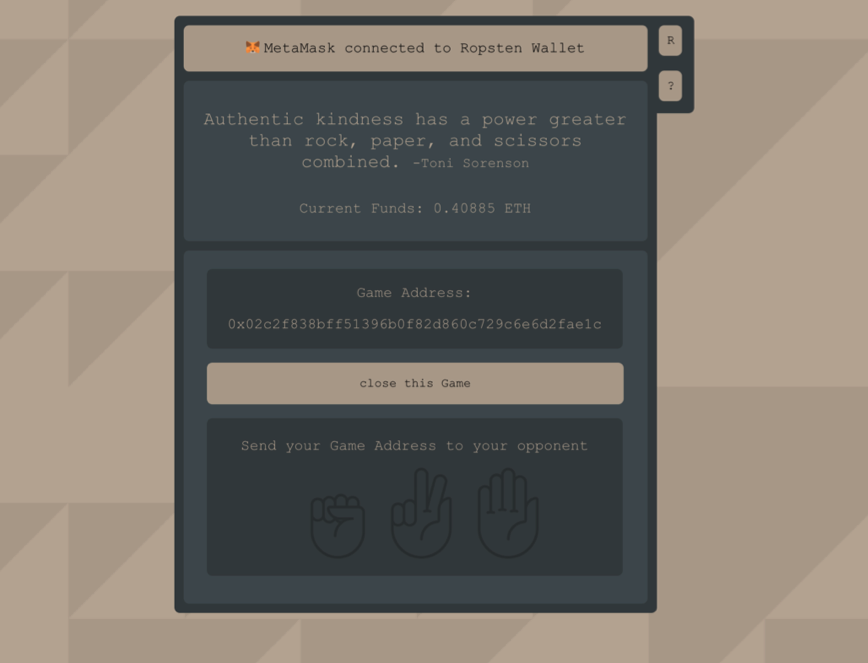 MetaMask connected to Ropsten Wallet
R
?
Authentic kindness has a power greater
than rock, paper, and scissors
combined. -Toni Sorenson
Current Funds: 0.40885 ETH
Game Address:
0x02c2f838bff51396b0f82d860c729c6e6d2fae1c
close this Game
Send your Game Address to your opponent